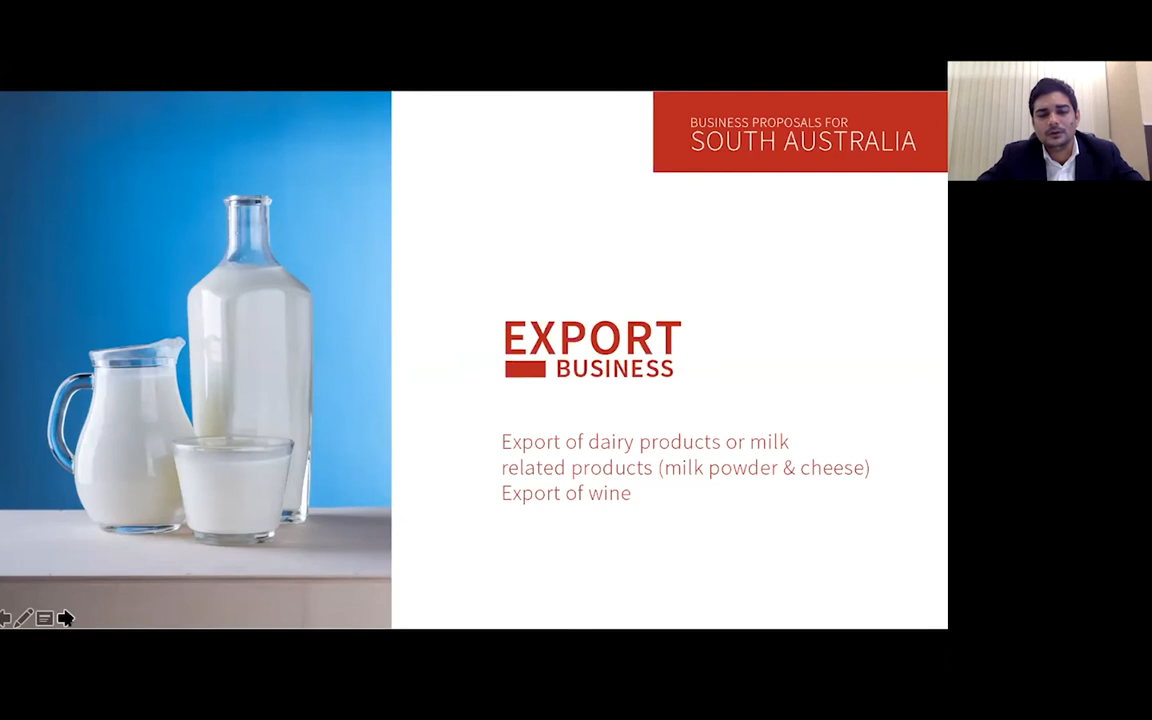 BUSINESS PROPOSALS FOR
SOUTH AUSTRALIA
EXPORT
BUSINESS
Export of dairy products or milk
related products (milk powder & cheese)
Export of wine